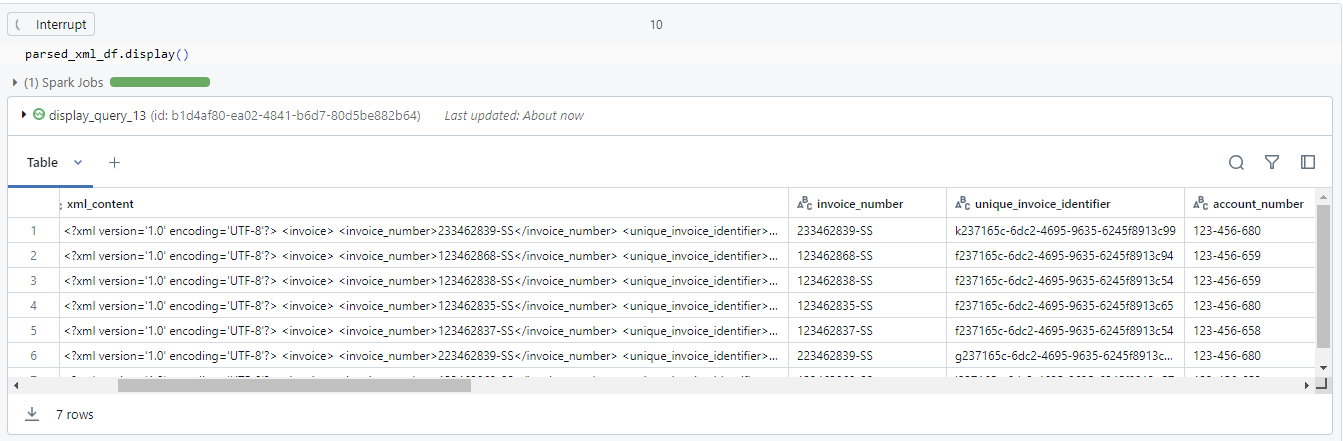 Interrupt
10
parsed_xml_df.display()
(1) Spark Jobs
display_query_13 (id: b1d4af80-ea02-4841-b6d7-80d5be882b64) Last updated: About now
Table
xml_content ABC invoice_number ABC unique_invoice_identifier ABC account_number
1 <?xml version='1.0' encoding='UTF-8'?> <invoice> <invoice_number>233462839-SS</invoice_number> <unique_invoice_identifier>... 233462839-SS k237165c-6dc2-4695-9635-6245f8913c99 123-456-680
2 <?xml version='1.0' encoding='UTF-8'?> <invoice> <invoice_number>123462868-SS</invoice_number> <unique_invoice_identifier>... 123462868-SS f237165c-6dc2-4695-9635-6245f8913c94 123-456-659
3 <?xml version='1.0' encoding='UTF-8'?> <invoice> <invoice_number>123462838-SS</invoice_number> <unique_invoice_identifier>... 123462838-SS f237165c-6dc2-4695-9635-6245f8913c54 123-456-659
4 <?xml version='1.0' encoding='UTF-8'?> <invoice> <invoice_number>123462835-SS</invoice_number> <unique_invoice_identifier>... 123462835-SS f237165c-6dc2-4695-9635-6245f8913c65 123-456-680
5 <?xml version='1.0' encoding='UTF-8'?> <invoice> <invoice_number>123462837-SS</invoice_number> <unique_invoice_identifier>... 123462837-SS f237165c-6dc2-4695-9635-6245f8913c54 123-456-658
6 <?xml version='1.0' encoding='UTF-8'?> <invoice> <invoice_number>223462839-SS</invoice_number> <unique_invoice_identifier>... 223462839-SS g237165c-6dc2-4695-9635-6245f8913c... 123-456-680
7 rows